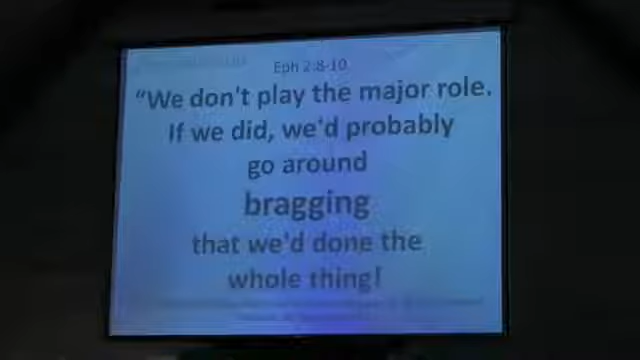 Eph 2:8-10
“We don't play the major role.
If we did, we'd probably
go around
bragging
that we'd done the
whole thing!